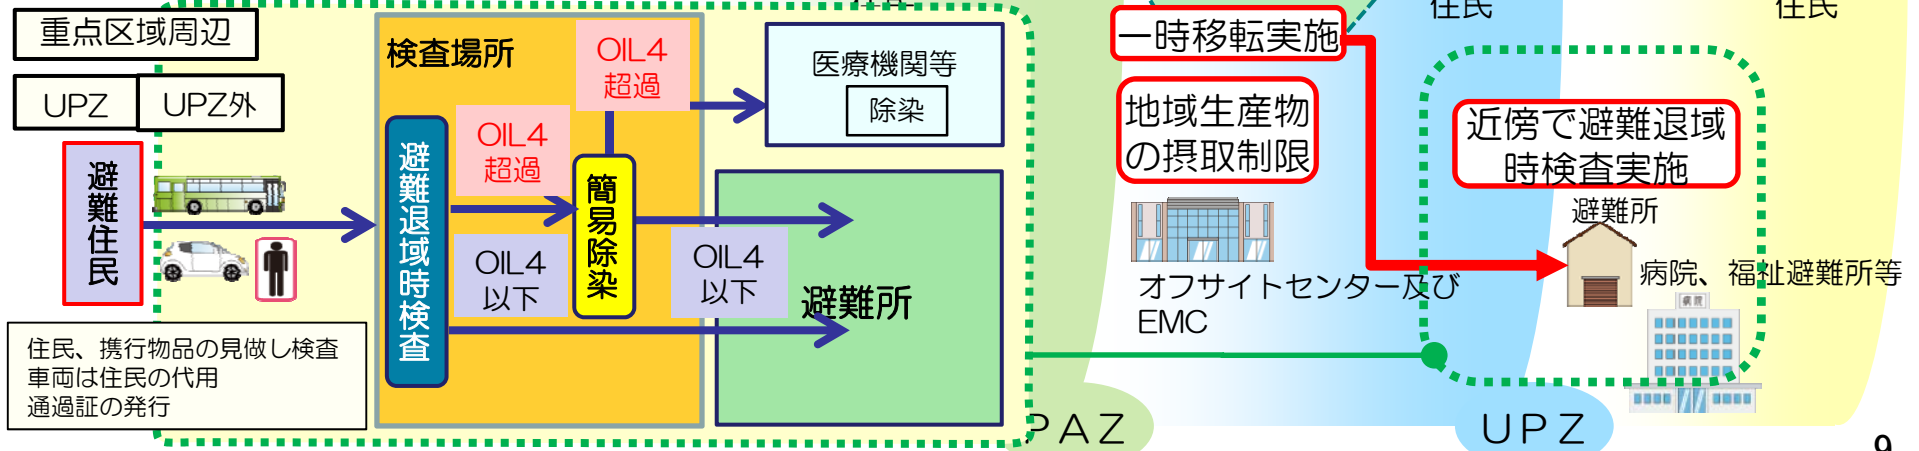 重点区域周辺
UPZ
UPZ外
避難住民
住民、携行物品の見做し検査
車両は住民の代用
通過証の発行
検査場所
避難退域時検査
OIL4
超過
OIL4
以下
簡易除染
OIL4
超過
OIL4
以下
医療機関等
除染
避難所
一時移転実施
地域生産物
の摂取制限
オフサイトセンター及び
EMC
PAZ
住民
住民
近傍で避難退域
時検査実施
避難所
病院、福祉避難所等
病院
UPZ
9